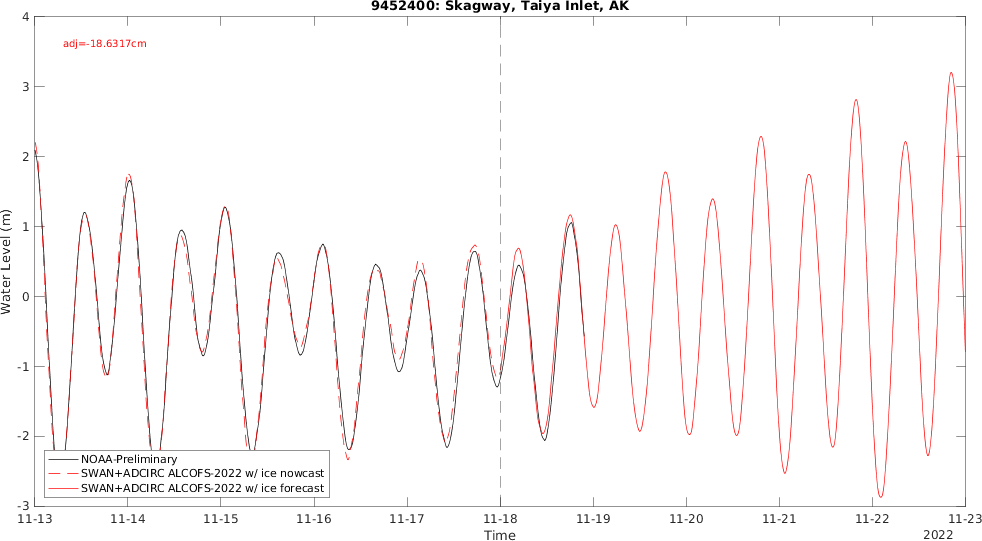 9452400: Skagway, Taiya Inlet, AK
adj=-18.6317cm
Water Level (m)
4
3
2
1
0
-1
-2
-3
NOAA-Preliminary
SWAN+ADCIRC ALCOFS-2022 w/ ice nowcast
SWAN+ADCIRC ALCOFS-2022 w/ ice forecast
11-13 11-14 11-15 11-16 11-17 11-18 11-19 11-20 11-21 11-22 11-23
Time
2022